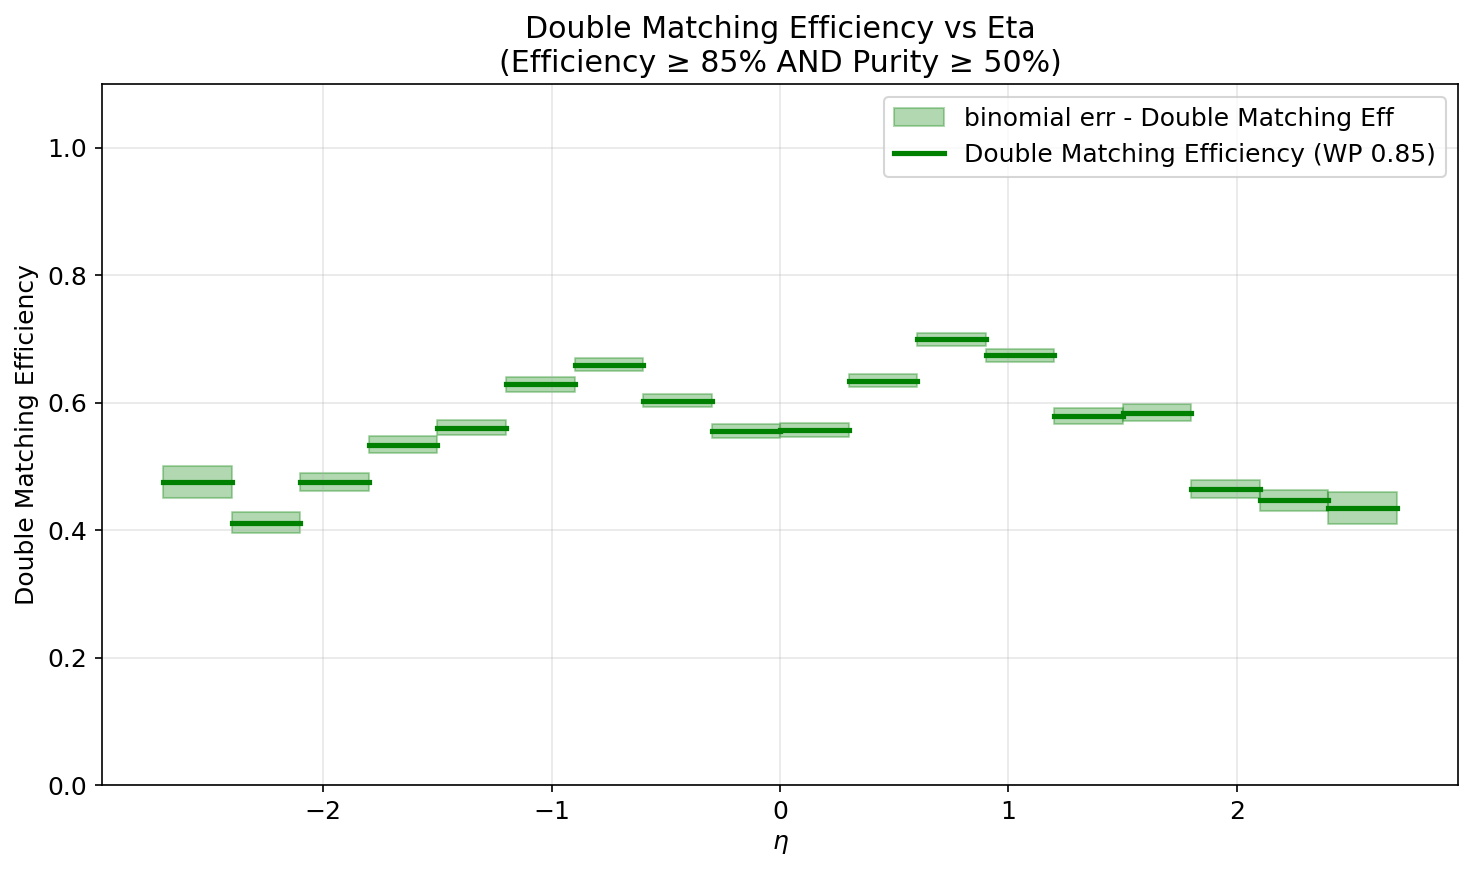 Double Matching Efficiency vs Eta
(Efficiency ≥ 85% AND Purity ≥ 50%)
binomial err - Double Matching Eff
Double Matching Efficiency (WP 0.85)
Double Matching Efficiency
1.0
0.8
0.6
0.4
0.2
0.0
−2
−1
0
1
2
η